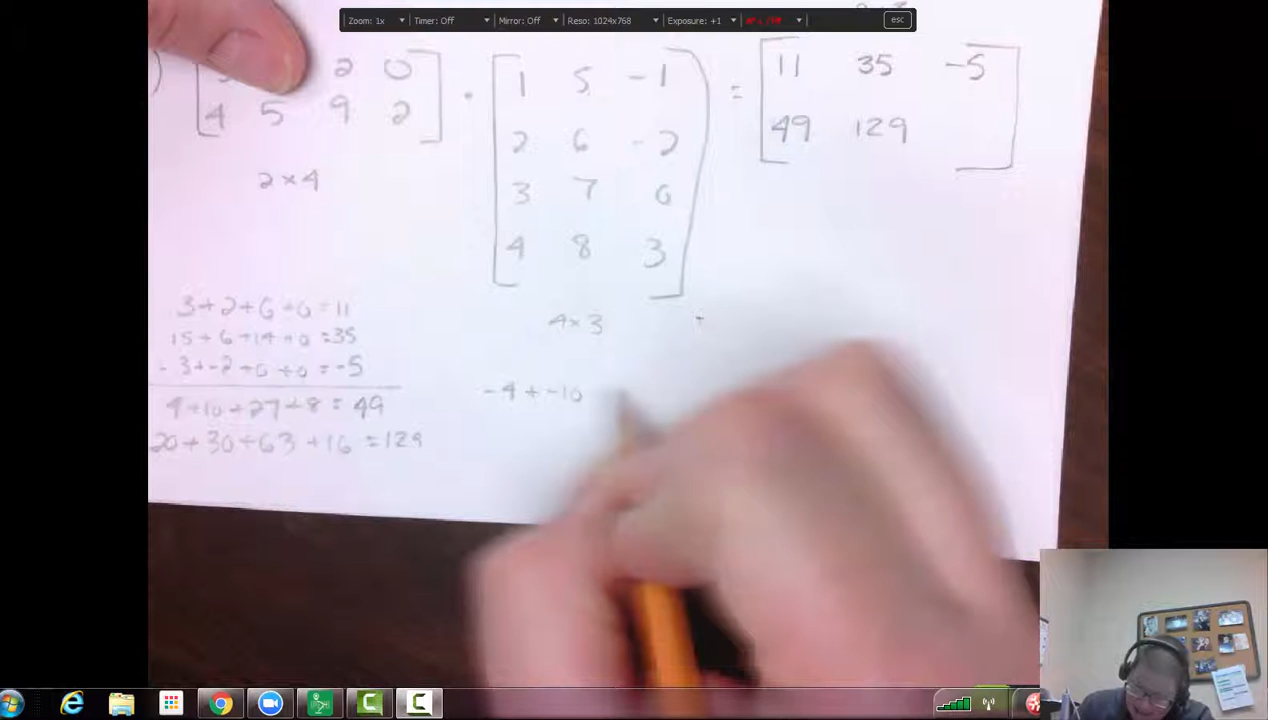 Zoom: 1x Timer: Off Mirror: Off Reso: 1024x768 Exposure: +1 esc
2 0 1 5 -1 = 11 35 -5
4 5 9 2 · 2 6 -2 49 129
2 x 4 3 7 0
4 8 3
4 x 3
3+2+6+0=11
15+6+14+0=35
-3+-2+0+0=-5
4+10+27+8=49
20+30+63+16=129
-4+-10